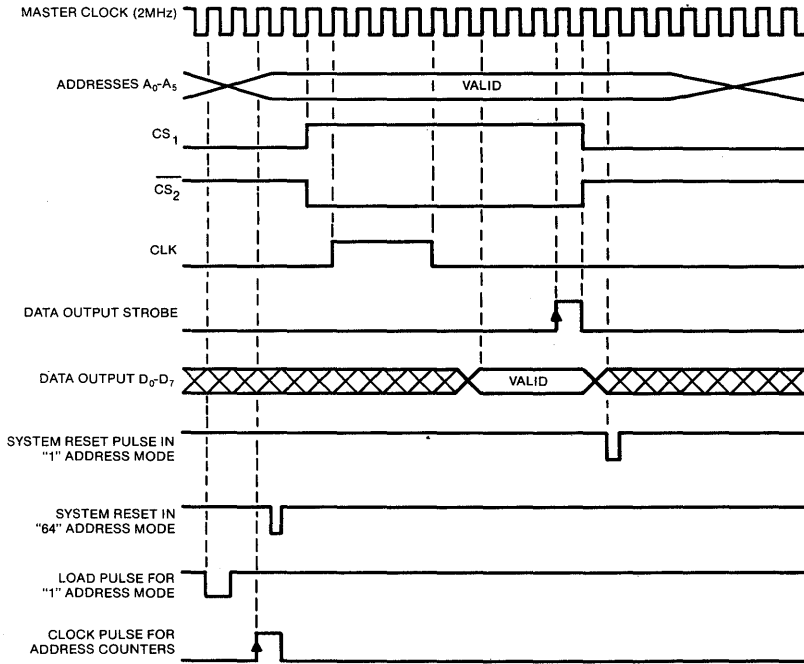 MASTER CLOCK (2MHz)
ADDRESSES A₀-A₅
VALID
CS₁
C̅S̅₂
CLK
DATA OUTPUT STROBE
DATA OUTPUT D₀-D₇
VALID
SYSTEM RESET PULSE IN
"1" ADDRESS MODE
SYSTEM RESET IN
"64" ADDRESS MODE
LOAD PULSE FOR
"1" ADDRESS MODE
CLOCK PULSE FOR
ADDRESS COUNTERS